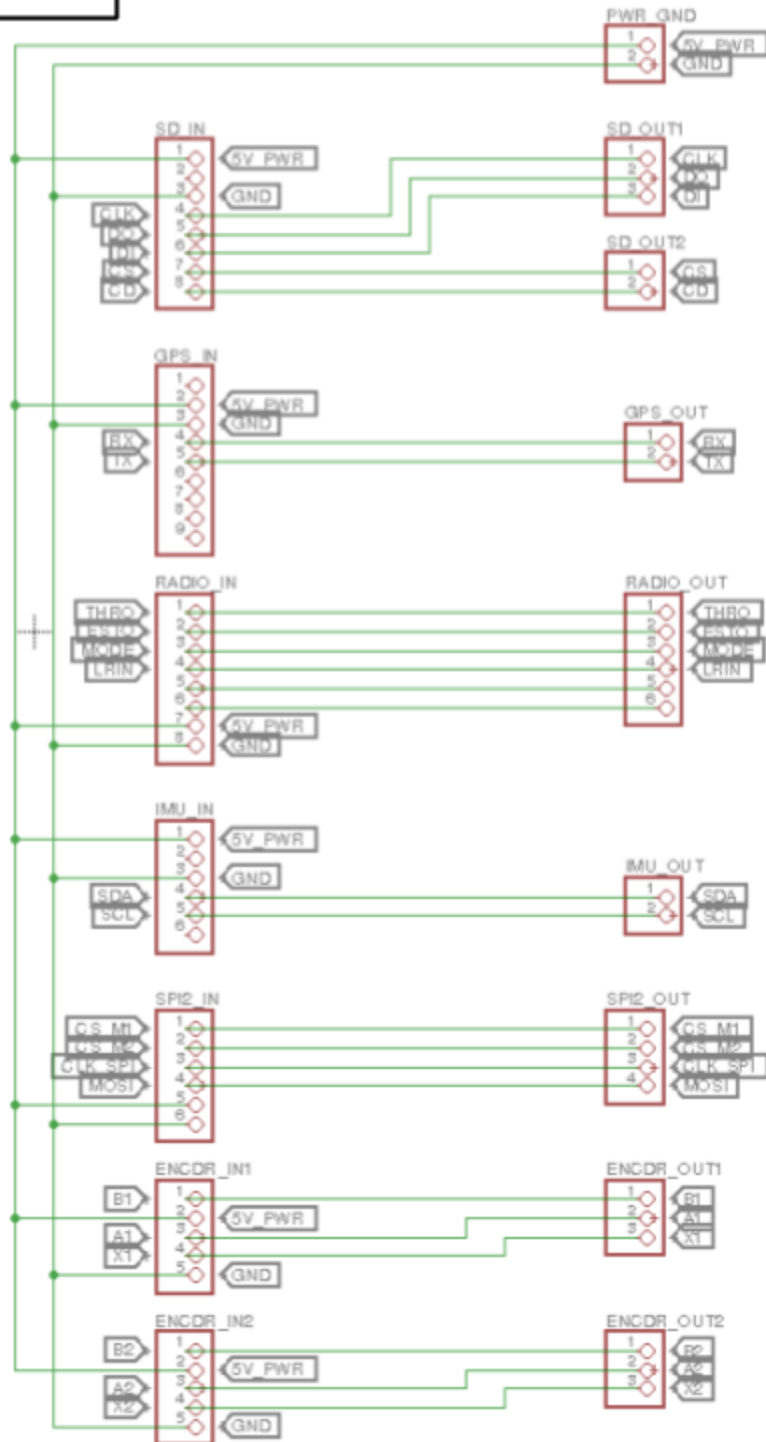 PWR_GND
1 5V_PWR
2 GND
SD_IN
1 5V_PWR
2
3 GND
CLK 4
DO 5
DI 6
CS 7
CD 8
SD_OUT1
1 CLK
2 DO
3 DI
SD_OUT2
1 CS
2 CD
GPS_IN
1
2 5V_PWR
3 GND
RX 4
TX 5
6
7
8
9
GPS_OUT
1 RX
2 TX
RADIO_IN
THRO 1
ESTO 2
MODE 3
LRIN 4
5
6
7 5V_PWR
8 GND
RADIO_OUT
1 THRO
2 ESTO
3 MODE
4 LRIN
5
6
IMU_IN
1 5V_PWR
2
3 GND
SDA 4
SCL 5
6
IMU_OUT
1 SDA
2 SCL
SPI2_IN
CS_M1 1
CS_M2 2
CLK_SPI 3
MOSI 4
5
6
SPI2_OUT
1 CS_M1
2 CS_M2
3 CLK_SPI
4 MOSI
ENCDR_IN1
B1 1
2 5V_PWR
A1 3
X1 4
5 GND
ENCDR_OUT1
1 B1
2 A1
3 X1
ENCDR_IN2
B2 1
2 5V_PWR
A2 3
X2 4
5 GND
ENCDR_OUT2
1 B2
2 A2
3 X2